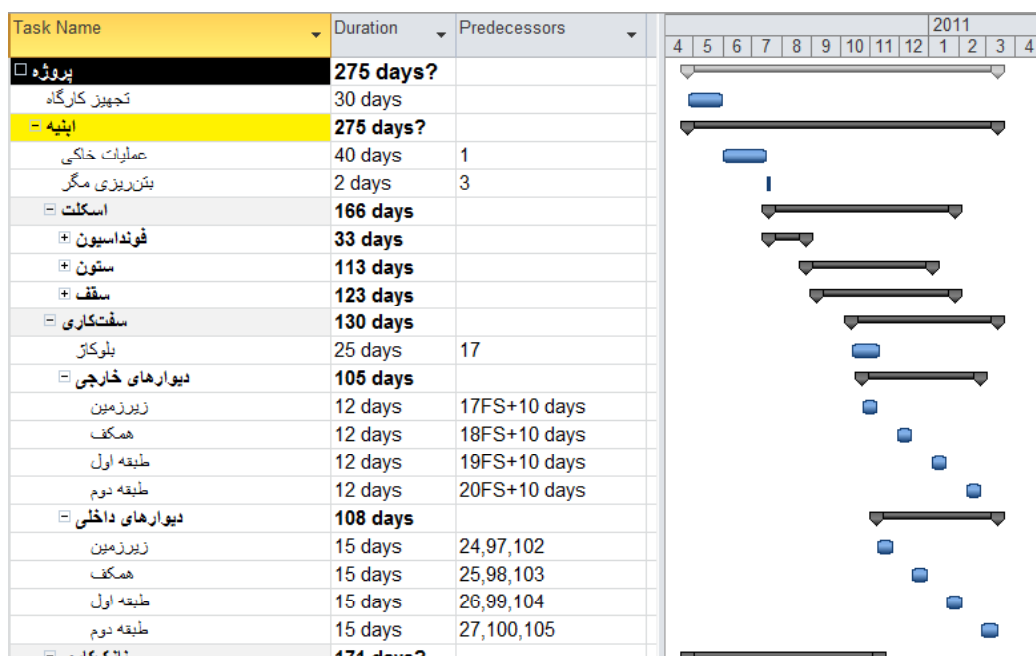 Task Name Duration Predecessors 2011
4 5 6 7 8 9 10 11 12 1 2 3 4
پروژه 275 days?
تجهیز کارگاه 30 days
ابنیه 275 days?
عملیات خاکی 40 days 1
بتن‌ریزی مگر 2 days 3
اسکلت 166 days
فونداسیون 33 days
ستون 113 days
سقف 123 days
سفت‌کاری 130 days
بلوکاژ 25 days 17
دیوارهای خارجی 105 days
زیرزمین 12 days 17FS+10 days
همکف 12 days 18FS+10 days
طبقه اول 12 days 19FS+10 days
طبقه دوم 12 days 20FS+10 days
دیوارهای داخلی 108 days
زیرزمین 15 days 24,97,102
همکف 15 days 25,98,103
طبقه اول 15 days 26,99,104
طبقه دوم 15 days 27,100,105
171 days?